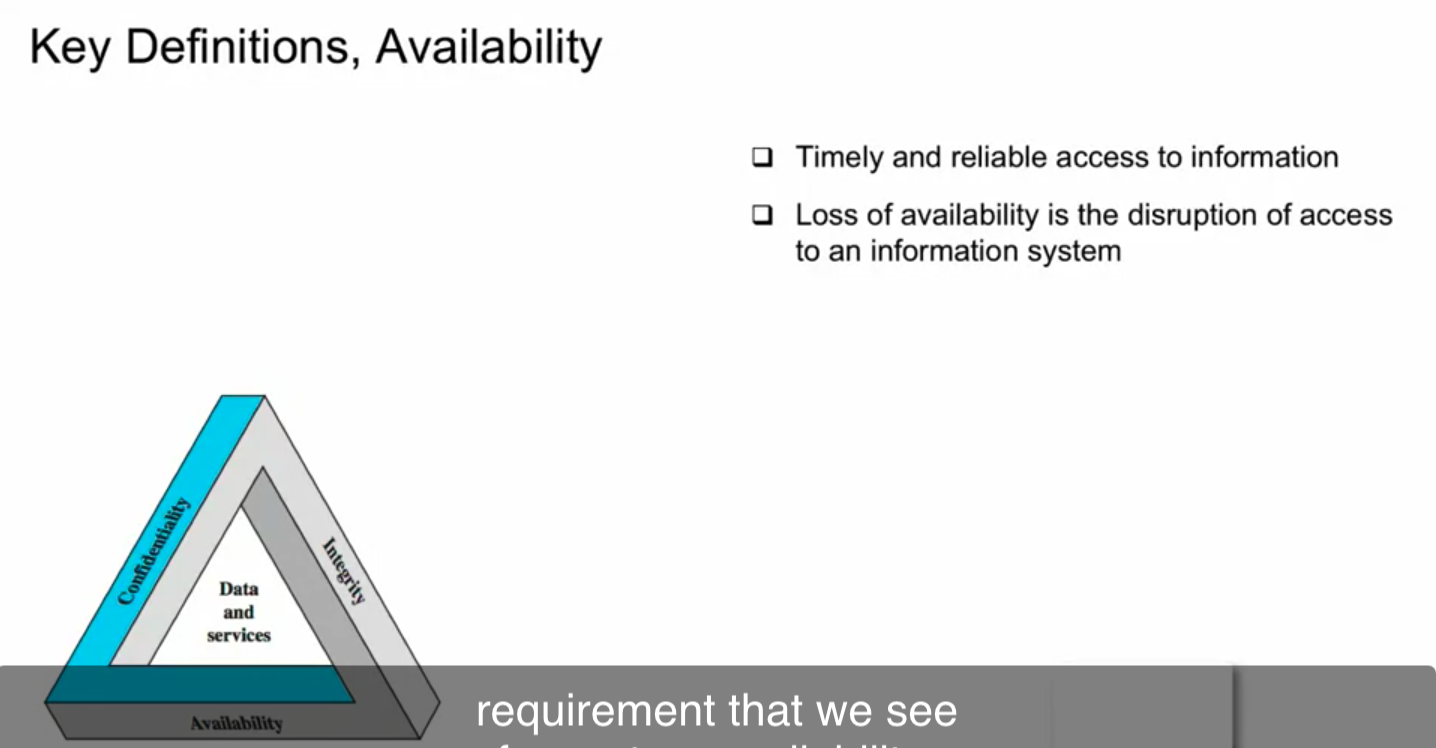 Key Definitions, Availability
❑ Timely and reliable access to information
❑ Loss of availability is the disruption of access
to an information system
Confidentiality
Integrity
Data
and
services
Availability
requirement that we see